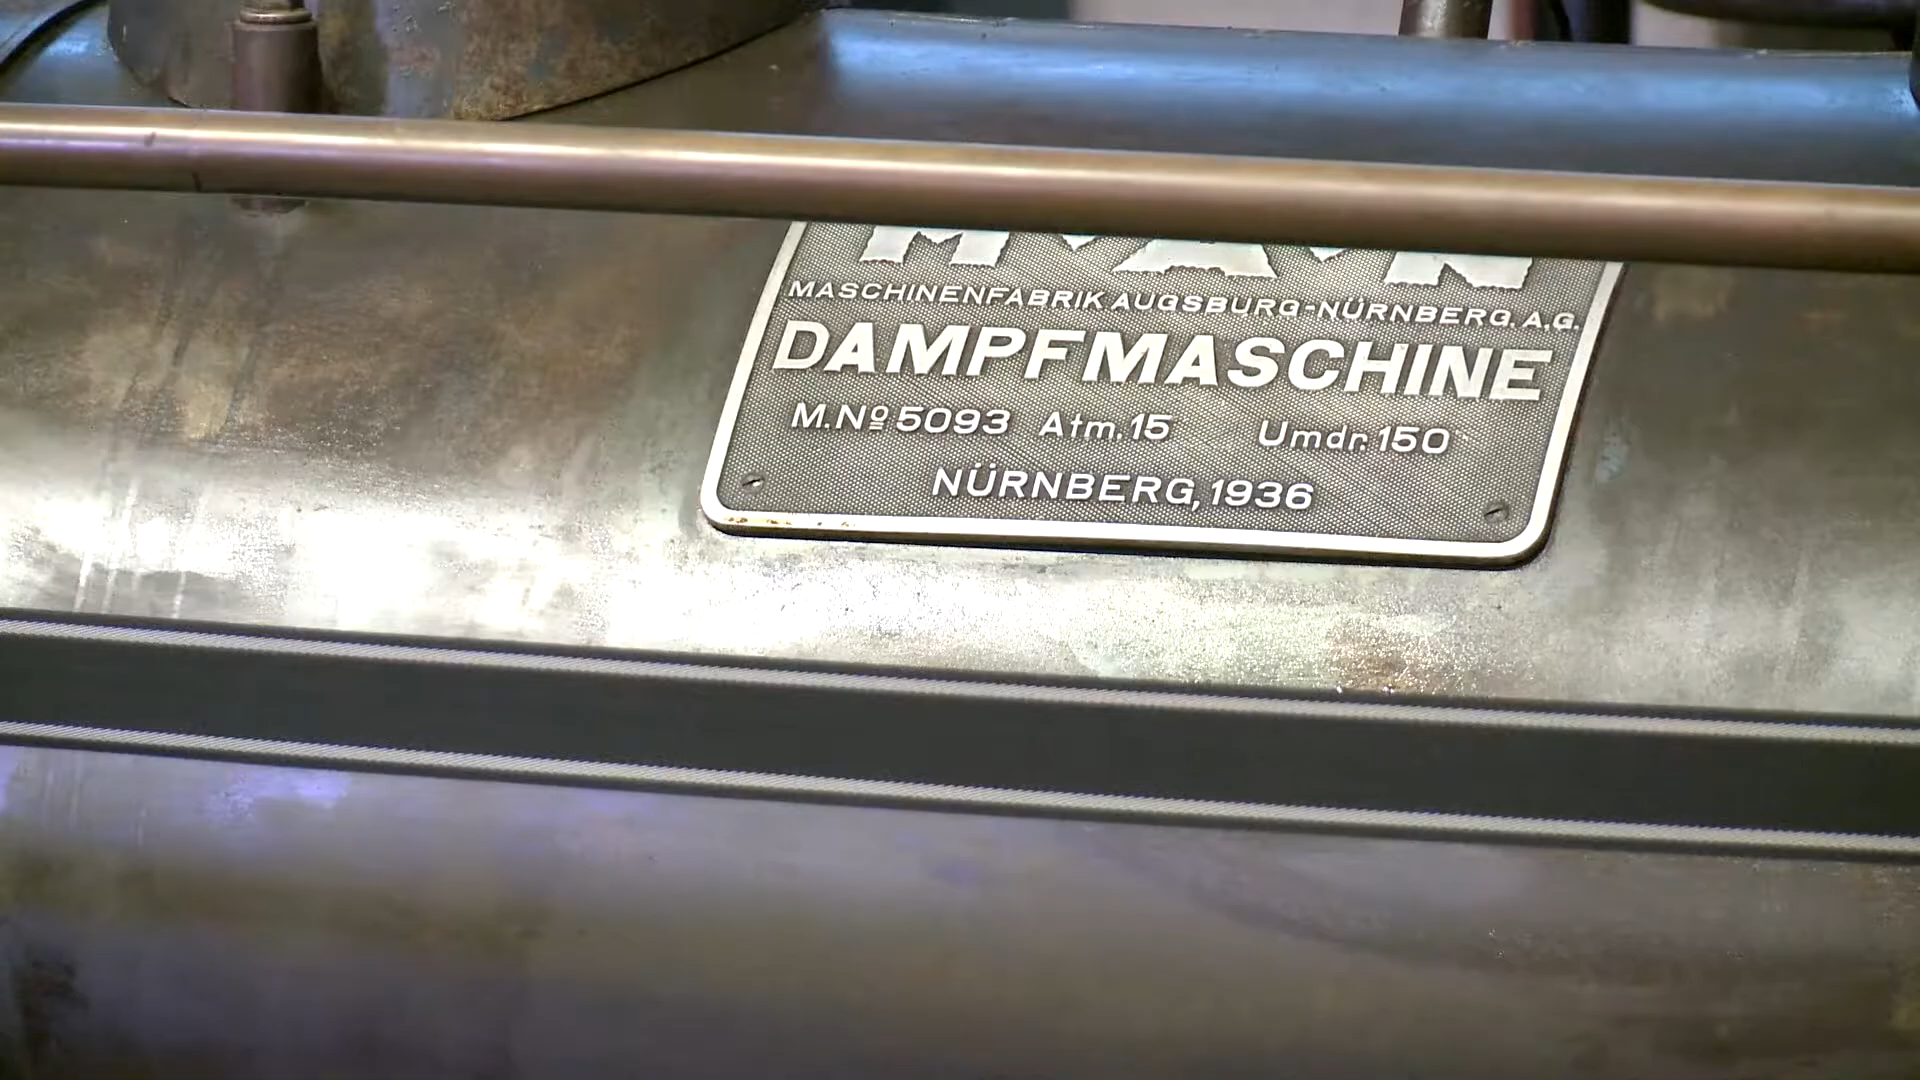 M·A·N
MASCHINENFABRIK AUGSBURG-NÜRNBERG. A.G.
DAMPFMASCHINE
M.Nº 5093 Atm. 15 Umdr. 150
NÜRNBERG, 1936